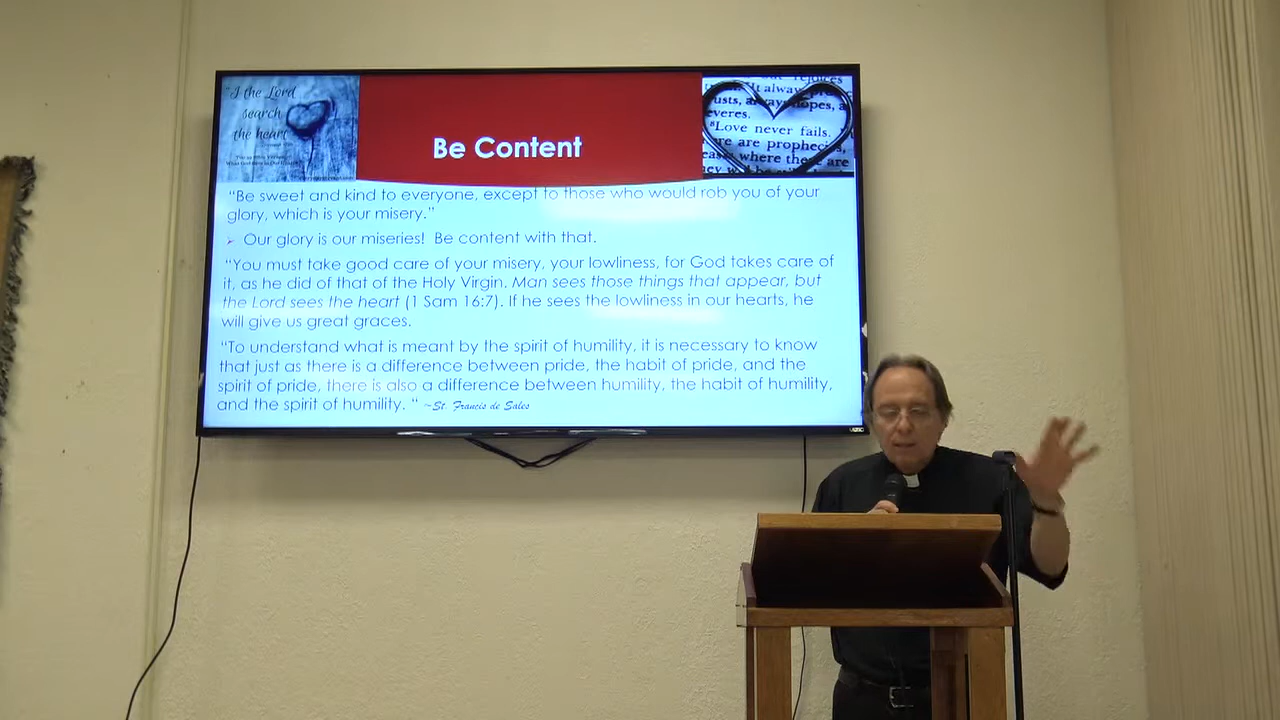 "I the Lord
search
the heart
Be Content
but rejoices
It always pro
usts, always hopes, a
everes.
"Love never fails.
ere are prophecies,
where there are
"Be sweet and kind to everyone, except to those who would rob you of your
glory, which is your misery."
➢ Our glory is our miseries! Be content with that.
"You must take good care of your misery, your lowliness, for God takes care of
it, as he did of that of the Holy Virgin. Man sees those things that appear, but
the Lord sees the heart (1 Sam 16:7). If he sees the lowliness in our hearts, he
will give us great graces.
"To understand what is meant by the spirit of humility, it is necessary to know
that just as there is a difference between pride, the habit of pride, and the
spirit of pride, there is also a difference between humility, the habit of humility,
and the spirit of humility. " ~St. Francis de Sales
VIZIO